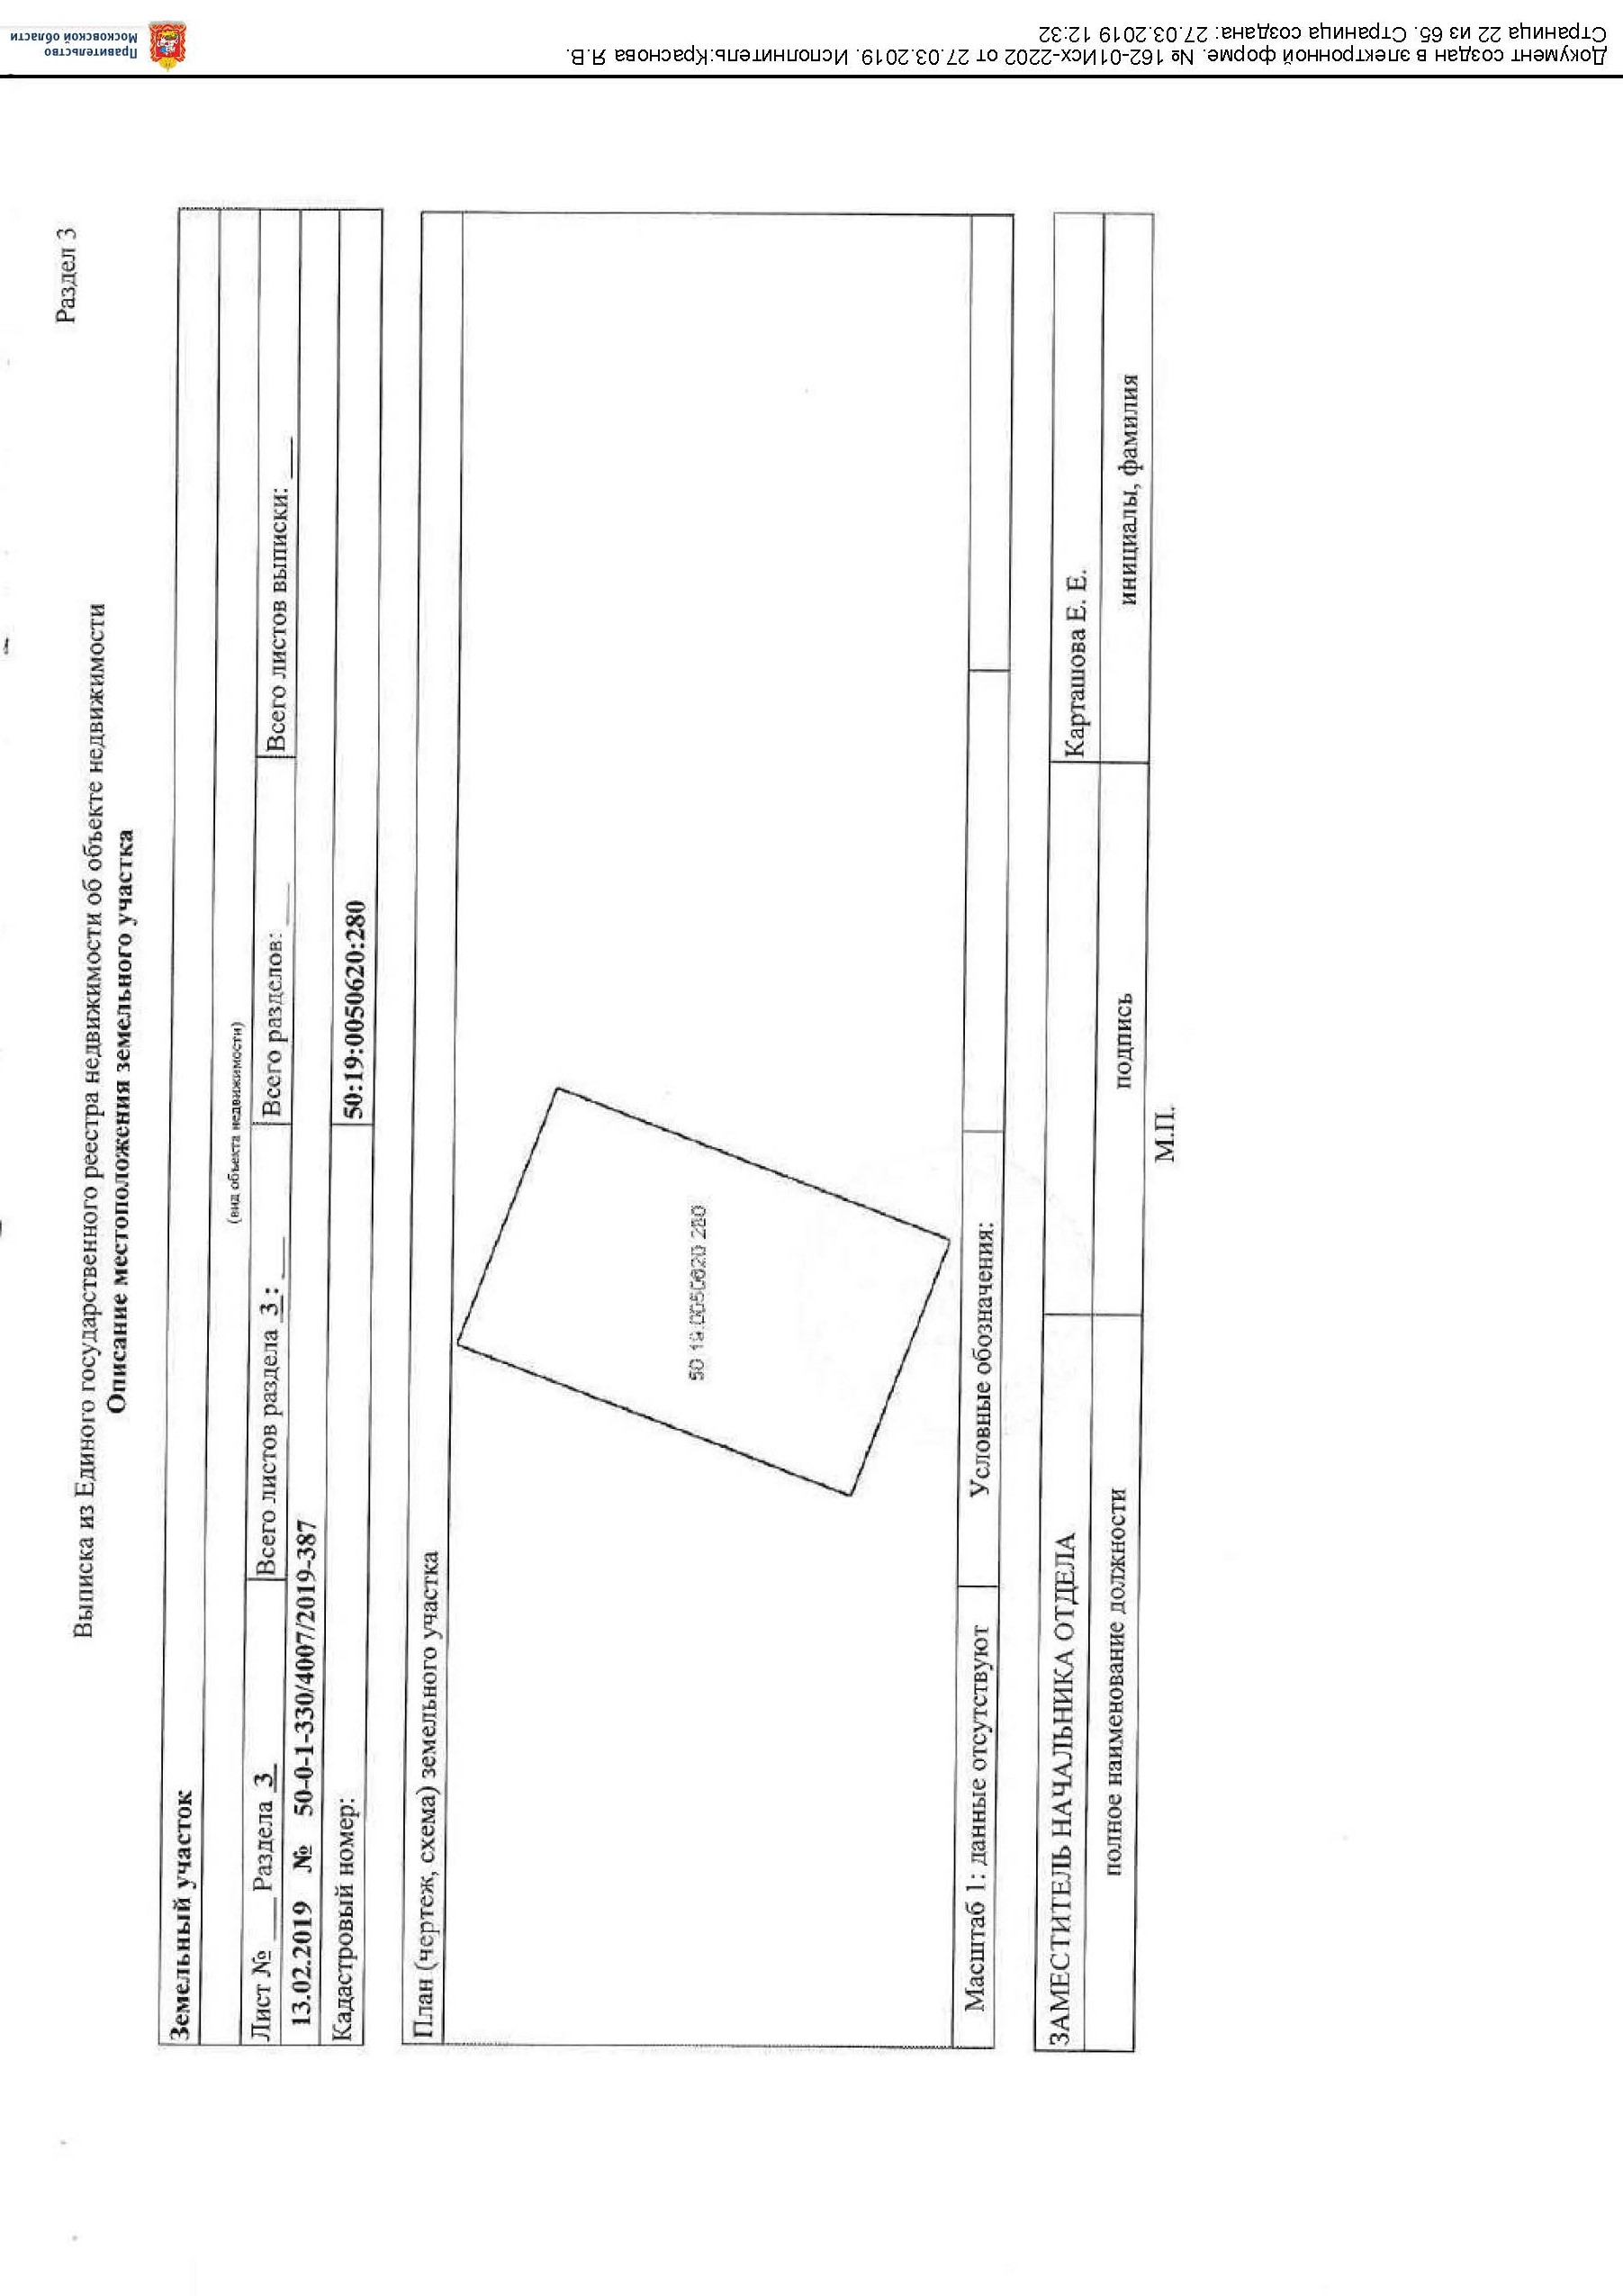 Документ создан в электронной форме. № 162-01Исх-2202 от 27.03.2019. Исполнитель:Краснова Я.В.
Страница 22 из 65. Страница создана: 27.03.2019 12:32
Правительство
Московской области
Раздел 3
Выписка из Единого государственного реестра недвижимости об объекте недвижимости
Описание местоположения земельного участка
Земельный участок
(вид объекта недвижимости)
Лист № ___ Раздела 3 Всего листов раздела 3 : ___ Всего разделов: ___ Всего листов выписки: ___
13.02.2019 № 50-0-1-330/4007/2019-387
Кадастровый номер: 50:19:0050620:280
План (чертеж, схема) земельного участка
50:19:0050620:280
Масштаб 1: данные отсутствуют Условные обозначения:
ЗАМЕСТИТЕЛЬ НАЧАЛЬНИКА ОТДЕЛА Карташова Е. Е.
полное наименование должности подпись инициалы, фамилия
М.П.